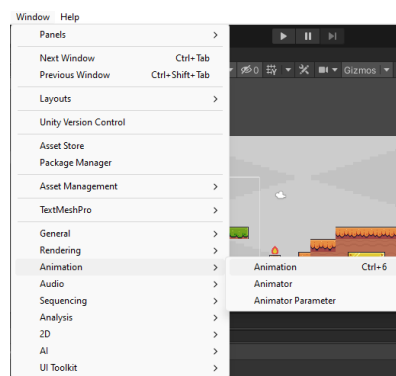 Window Help
Panels
Next Window Ctrl+Tab
Previous Window Ctrl+Shift+Tab
0 Gizmos
Layouts
Unity Version Control
Asset Store
Package Manager
Asset Management
TextMeshPro
General
Rendering
Animation
Animation Ctrl+6
Audio
Animator
Sequencing
Animator Parameter
Analysis
2D
AI
UI Toolkit